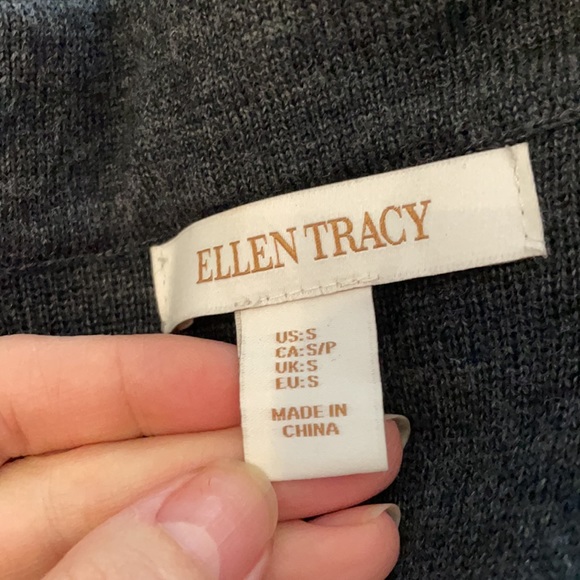 ELLEN TRACY
US: S
CA: S/P
UK: S
EU: S
MADE IN
CHINA